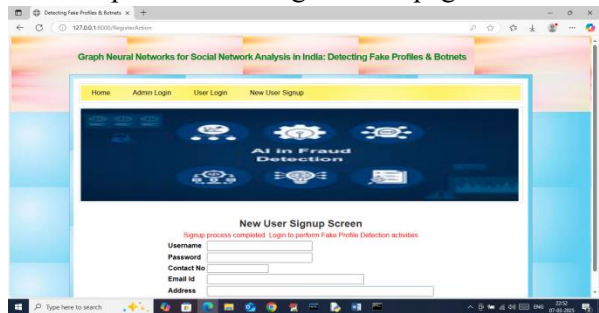 Detecting Fake Profiles & Botnets
127.0.0.1:8000/RegisterAction
Graph Neural Networks for Social Network Analysis in India: Detecting Fake Profiles & Botnets
Home Admin Login User Login New User Signup
AI in Fraud
Detection
New User Signup Screen
Signup process completed. Login to perform Fake Profile Detection activities
Username
Password
Contact No
Email Id
Address
Type here to search
ENG
22:52
07-03-2025